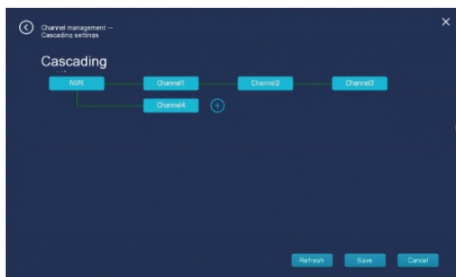 Channel management --
Cascading settings
Cascading
NVR Channel1 Channel2 Channel3
Channel4
Refresh Save Cancel